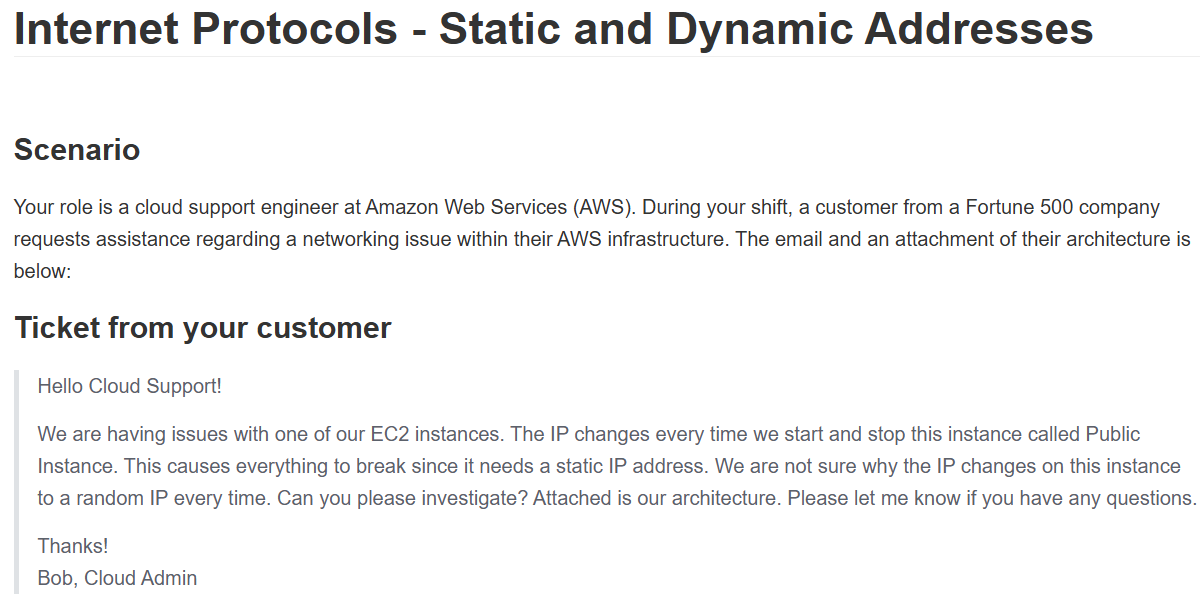 Internet Protocols - Static and Dynamic Addresses
Scenario
Your role is a cloud support engineer at Amazon Web Services (AWS). During your shift, a customer from a Fortune 500 company
requests assistance regarding a networking issue within their AWS infrastructure. The email and an attachment of their architecture is
below:
Ticket from your customer
Hello Cloud Support!
We are having issues with one of our EC2 instances. The IP changes every time we start and stop this instance called Public
Instance. This causes everything to break since it needs a static IP address. We are not sure why the IP changes on this instance
to a random IP every time. Can you please investigate? Attached is our architecture. Please let me know if you have any questions.
Thanks!
Bob, Cloud Admin